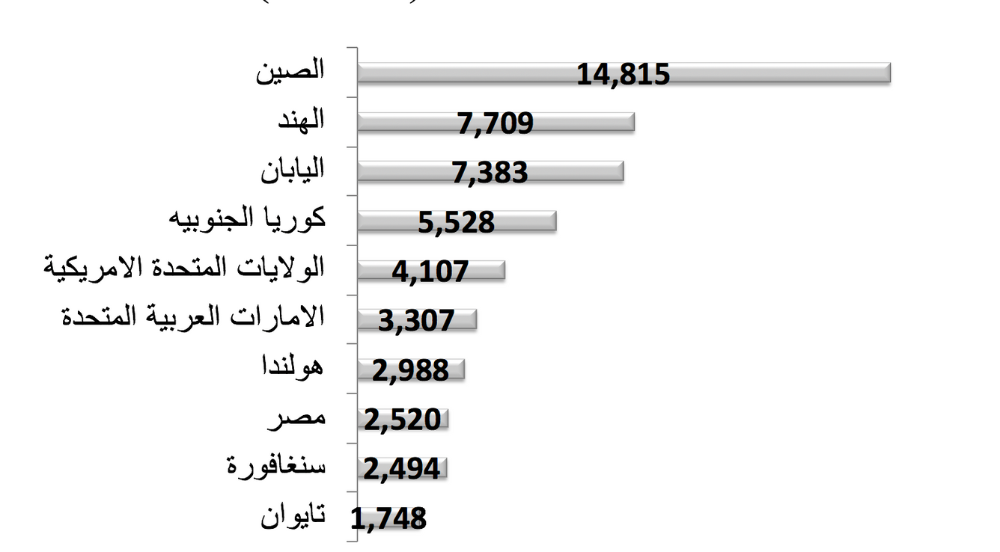 الصين 14,815
الهند 7,709
اليابان 7,383
كوريا الجنوبيه 5,528
الولايات المتحدة الامريكية 4,107
الامارات العربية المتحدة 3,307
هولندا 2,988
مصر 2,520
سنغافورة 2,494
تايوان 1,748